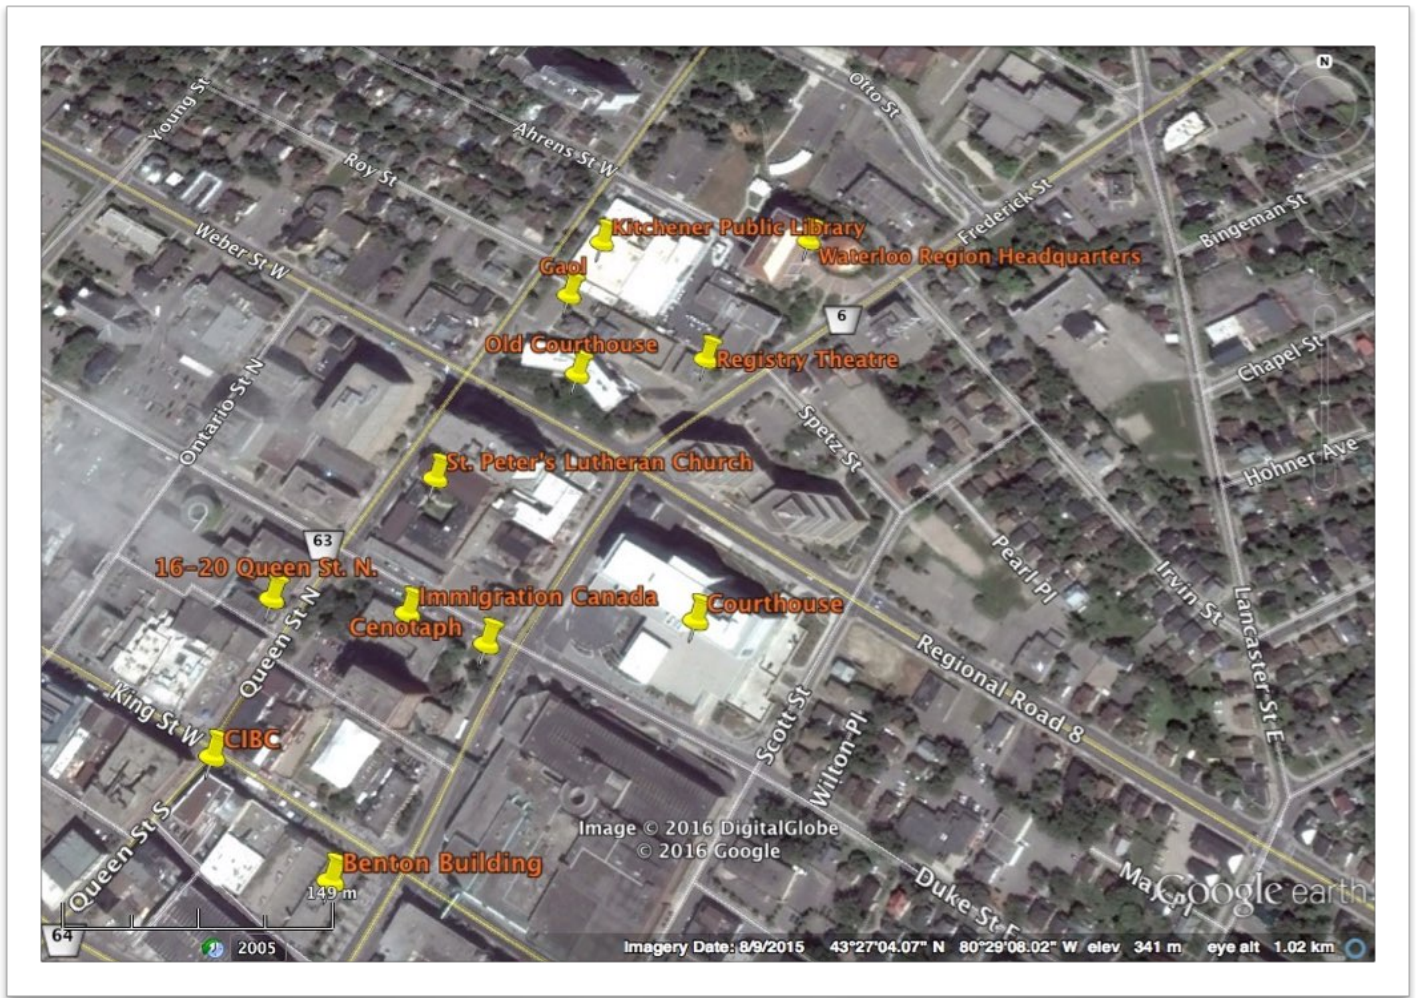 N
Otto St
Young St
Ahrens St W
Roy St
Frederick St
Bingeman St
Kitchener Public Library
Weber St W
Waterloo Region Headquarters
Gaol
6
Old Courthouse
Registry Theatre
Chapel St
Ontario St N
Spetz St
Hohner Ave
St. Peter's Lutheran Church
63
Pearl Pl
16-20 Queen St. N.
Irvin St
Immigration Canada
Courthouse
Cenotaph
Queen St N
Lancaster St E
Regional Road 8
King St W
CIBC
Scott St
Wilton Pl
Queen St S
Image © 2016 DigitalGlobe
© 2016 Google
Benton Building
149 m
Duke St E
Google earth
64
2005
Imagery Date: 8/9/2015 43°27'04.07" N 80°29'08.02" W elev 341 m eye alt 1.02 km